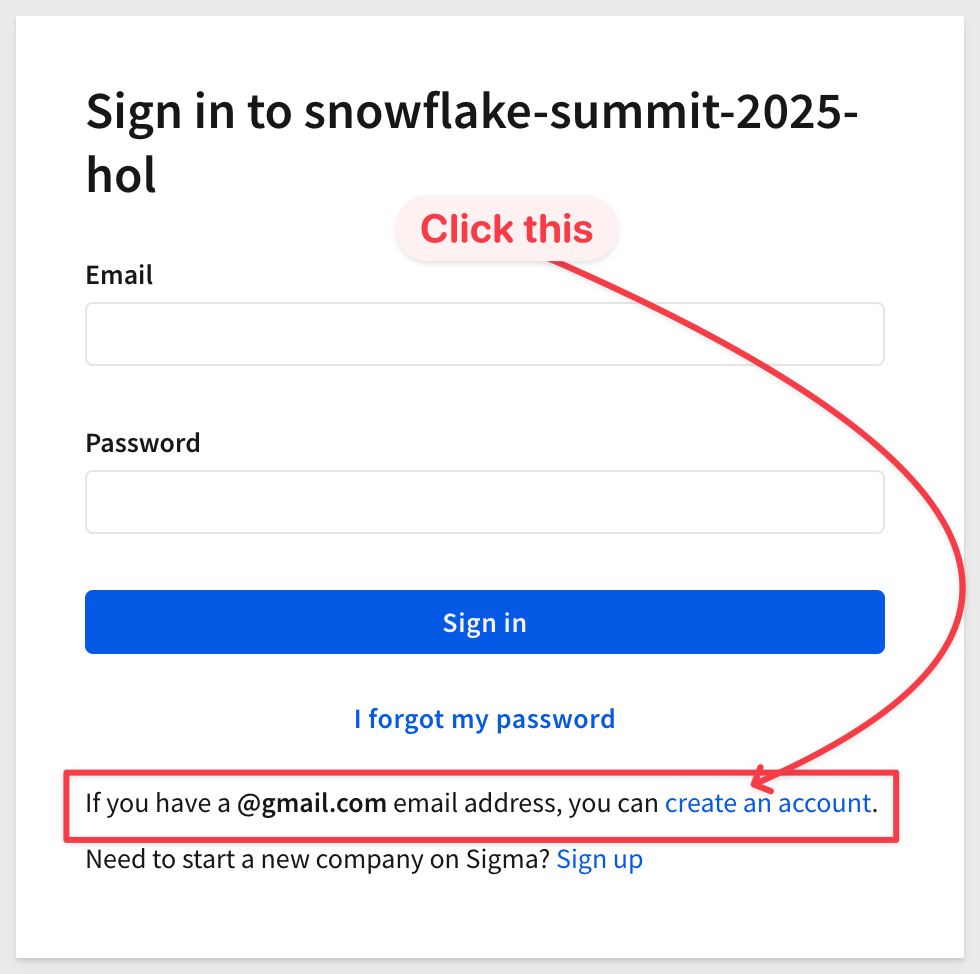 Sign in to snowflake-summit-2025-
hol
Click this
Email
Password
Sign in
I forgot my password
If you have a @gmail.com email address, you can create an account.
Need to start a new company on Sigma? Sign up